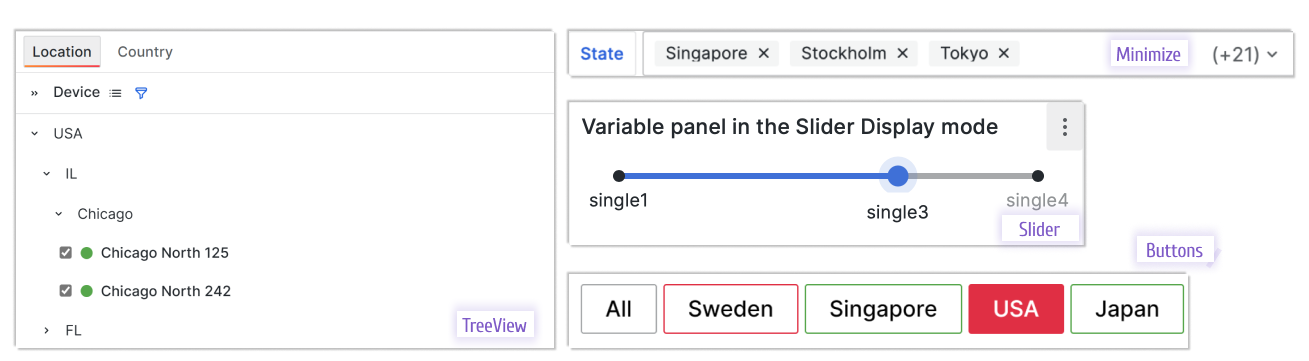 Location Country
Device
USA
IL
Chicago
Chicago North 125
Chicago North 242
FL
TreeView
State Singapore × Stockholm × Tokyo × Minimize (+21)
Variable panel in the Slider Display mode
single1 single3 single4
Slider
Buttons
All Sweden Singapore USA Japan